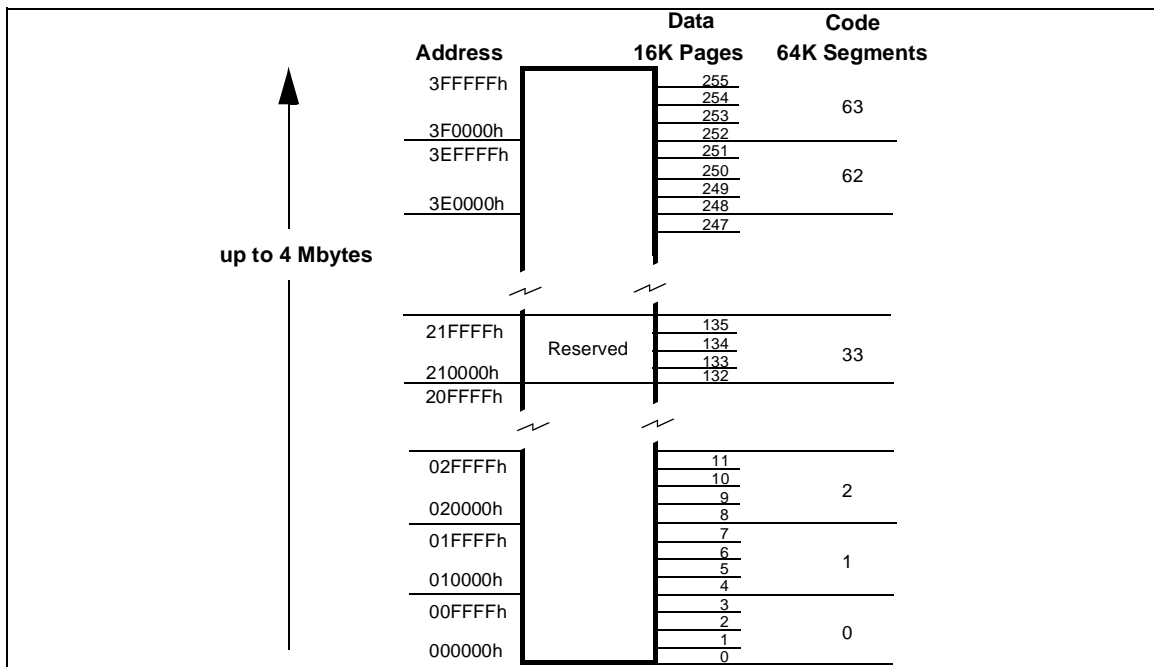 Data Code
Address 16K Pages 64K Segments
3FFFFFh 255
254
253 63
3F0000h 252
3EFFFFh 251
250 62
249
3E0000h 248
247
up to 4 Mbytes
21FFFFh 135
Reserved 134
133 33
210000h 132
20FFFFh
02FFFFh 11
10
9 2
020000h 8
01FFFFh 7
6
5 1
010000h 4
00FFFFh 3
2
1 0
000000h 0